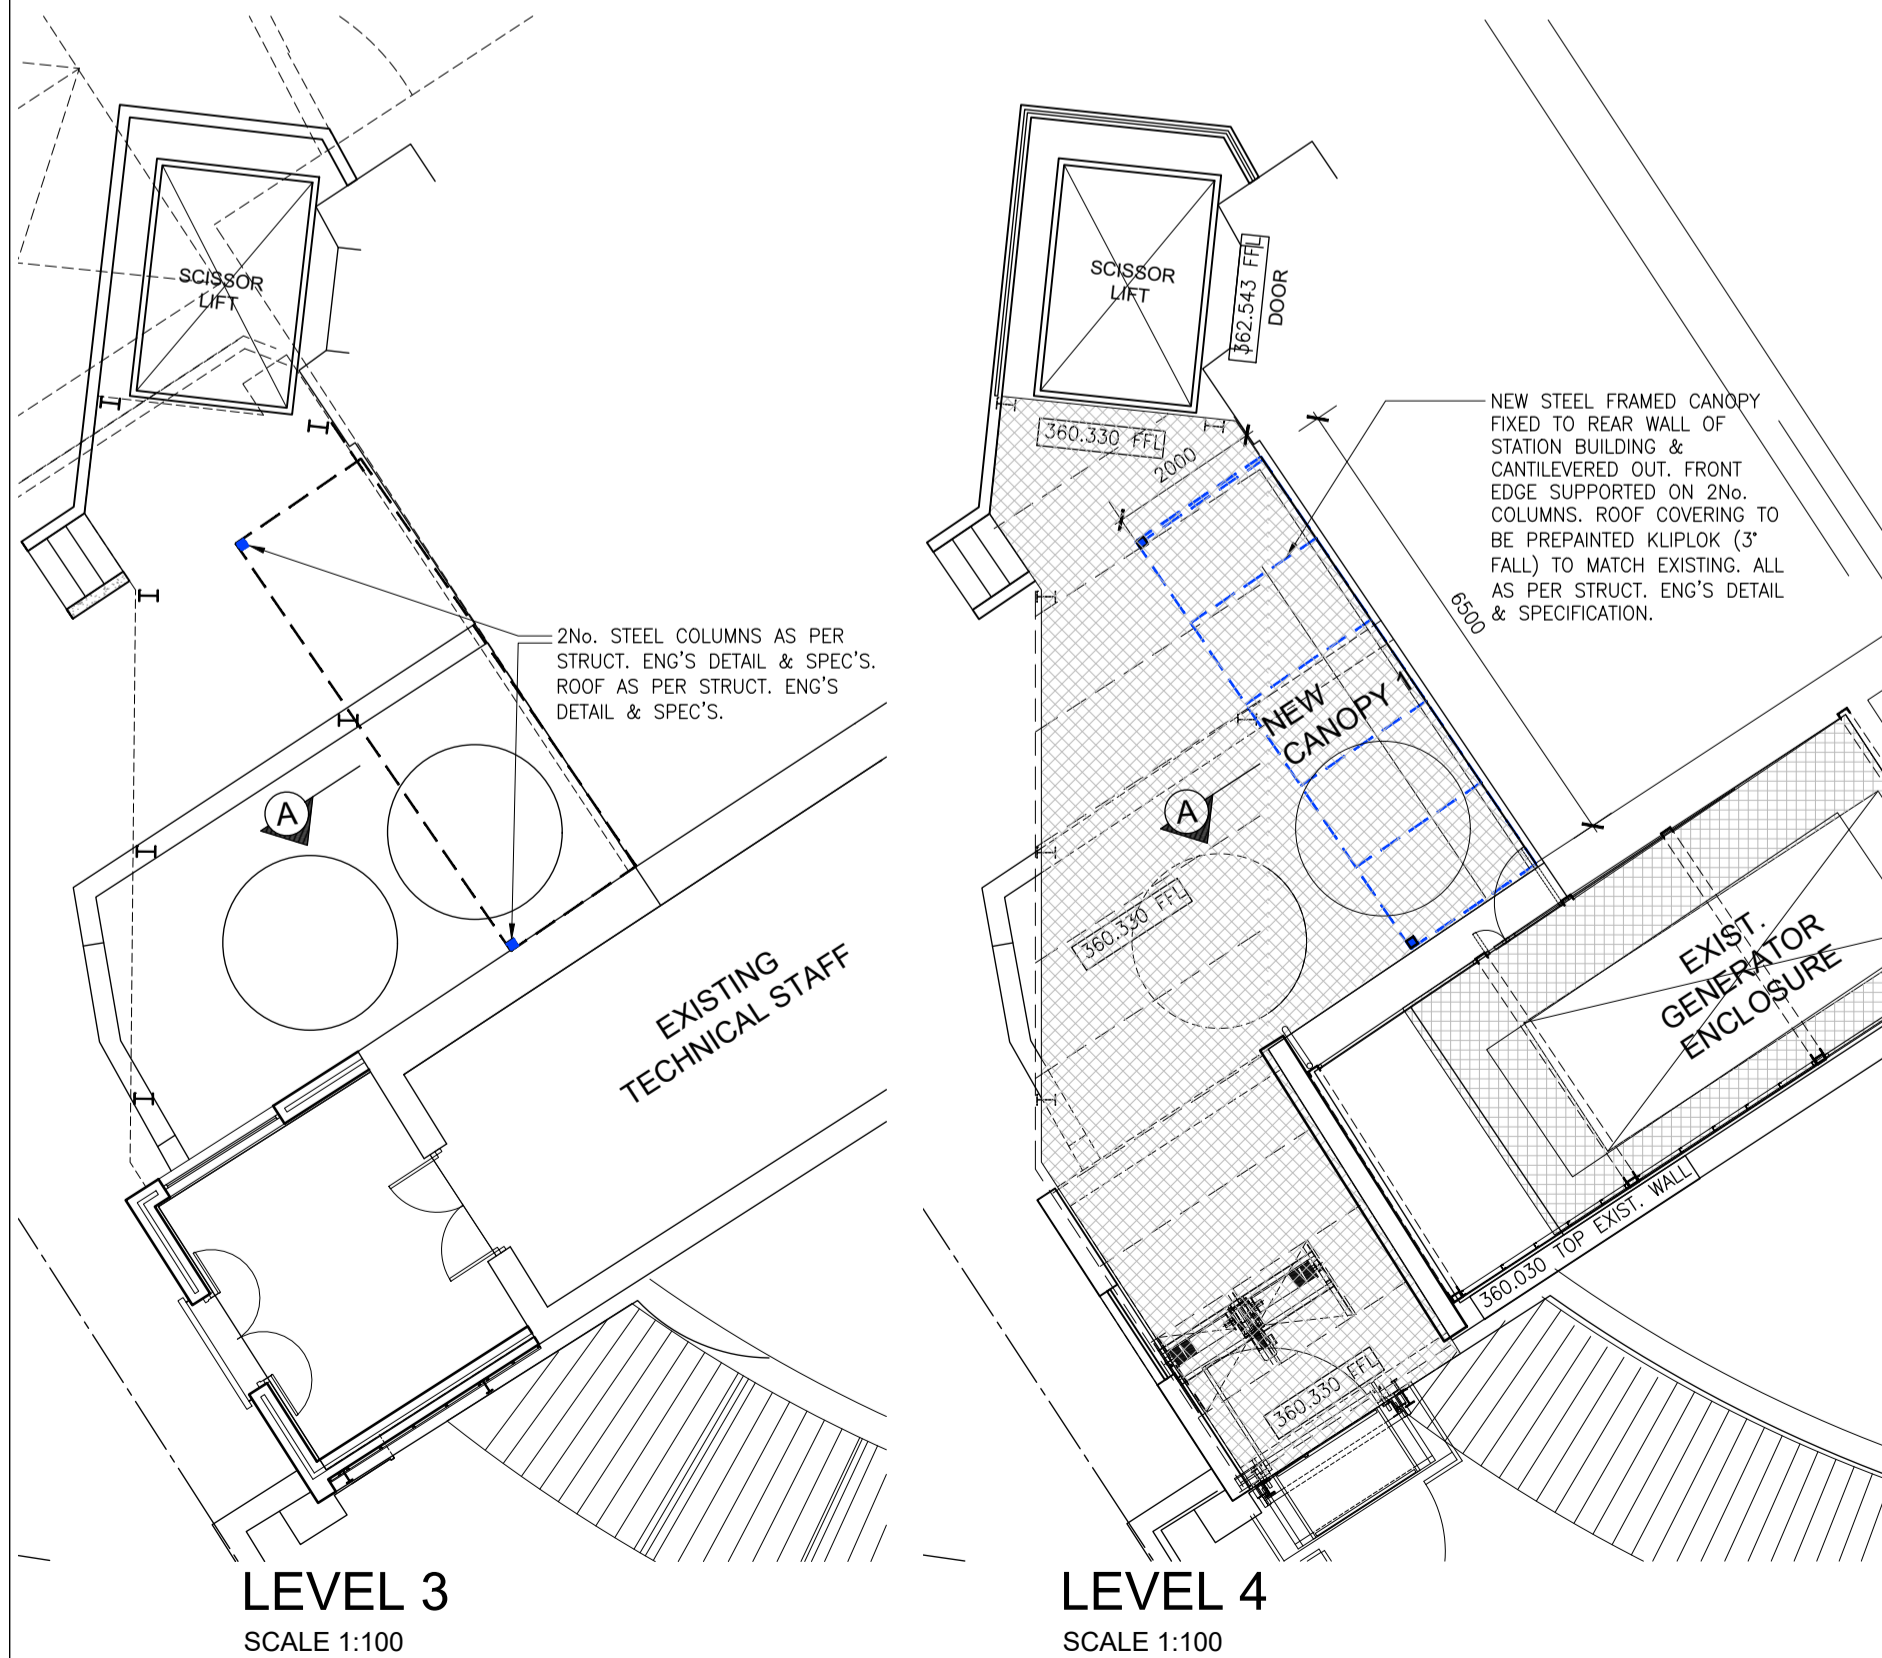 SCISSOR
LIFT
2No. STEEL COLUMNS AS PER
STRUCT. ENG'S DETAIL & SPEC'S.
ROOF AS PER STRUCT. ENG'S
DETAIL & SPEC'S.
A
EXISTING
TECHNICAL STAFF
LEVEL 3
SCALE 1:100
SCISSOR
LIFT
362.543 FFL
DOOR
360.330 FFL
2000
NEW STEEL FRAMED CANOPY
FIXED TO REAR WALL OF
STATION BUILDING &
CANTILEVERED OUT. FRONT
EDGE SUPPORTED ON 2No.
COLUMNS. ROOF COVERING TO
BE PREPAINTED KLIPLOK (3°
FALL) TO MATCH EXISTING. ALL
AS PER STRUCT. ENG'S DETAIL
& SPECIFICATION.
6500
NEW
CANOPY 1
A
360.330 FFL
EXIST.
GENERATOR
ENCLOSURE
360.030 TOP EXIST. WALL
360.330 FFL
LEVEL 4
SCALE 1:100